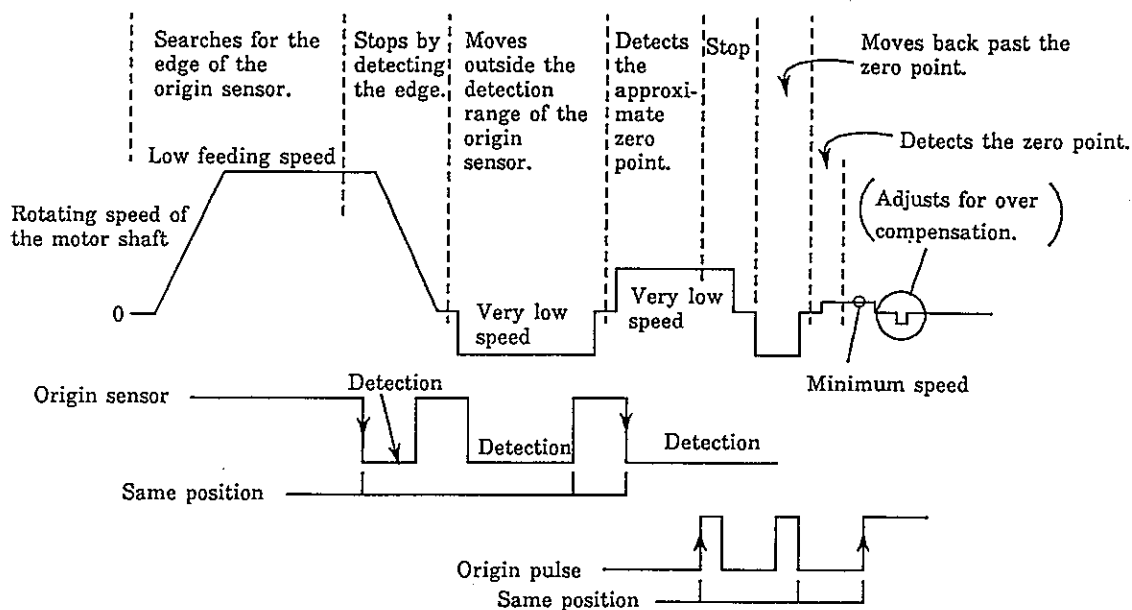 Searches for the
edge of the
origin sensor.
Stops by
detecting
the edge.
Moves
outside the
detection
range of the
origin
sensor.
Detects
the
approxi-
mate
zero
point.
Stop
Moves back past the
zero point.
Detects the zero point.
Low feeding speed
Rotating speed of
the motor shaft
(Adjusts for over
compensation.)
0
Very low
speed
Very low
speed
Minimum speed
Origin sensor
Detection
Detection
Detection
Same position
Origin pulse
Same position